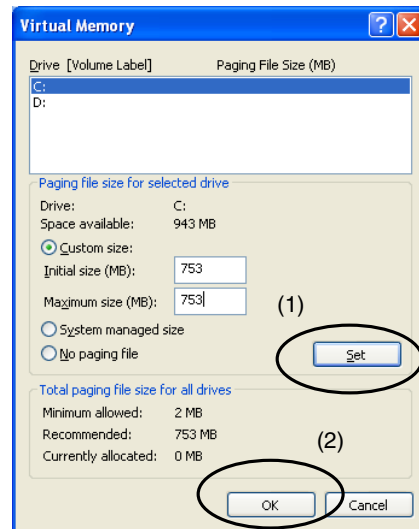 Virtual Memory
Drive [Volume Label] Paging File Size (MB)
C:
D:
Paging file size for selected drive
Drive: C:
Space available: 943 MB
Custom size:
Initial size (MB): 753
Maximum size (MB): 753
(1)
System managed size
No paging file
Set
Total paging file size for all drives
Minimum allowed: 2 MB
Recommended: 753 MB
(2)
Currently allocated: 0 MB
OK Cancel